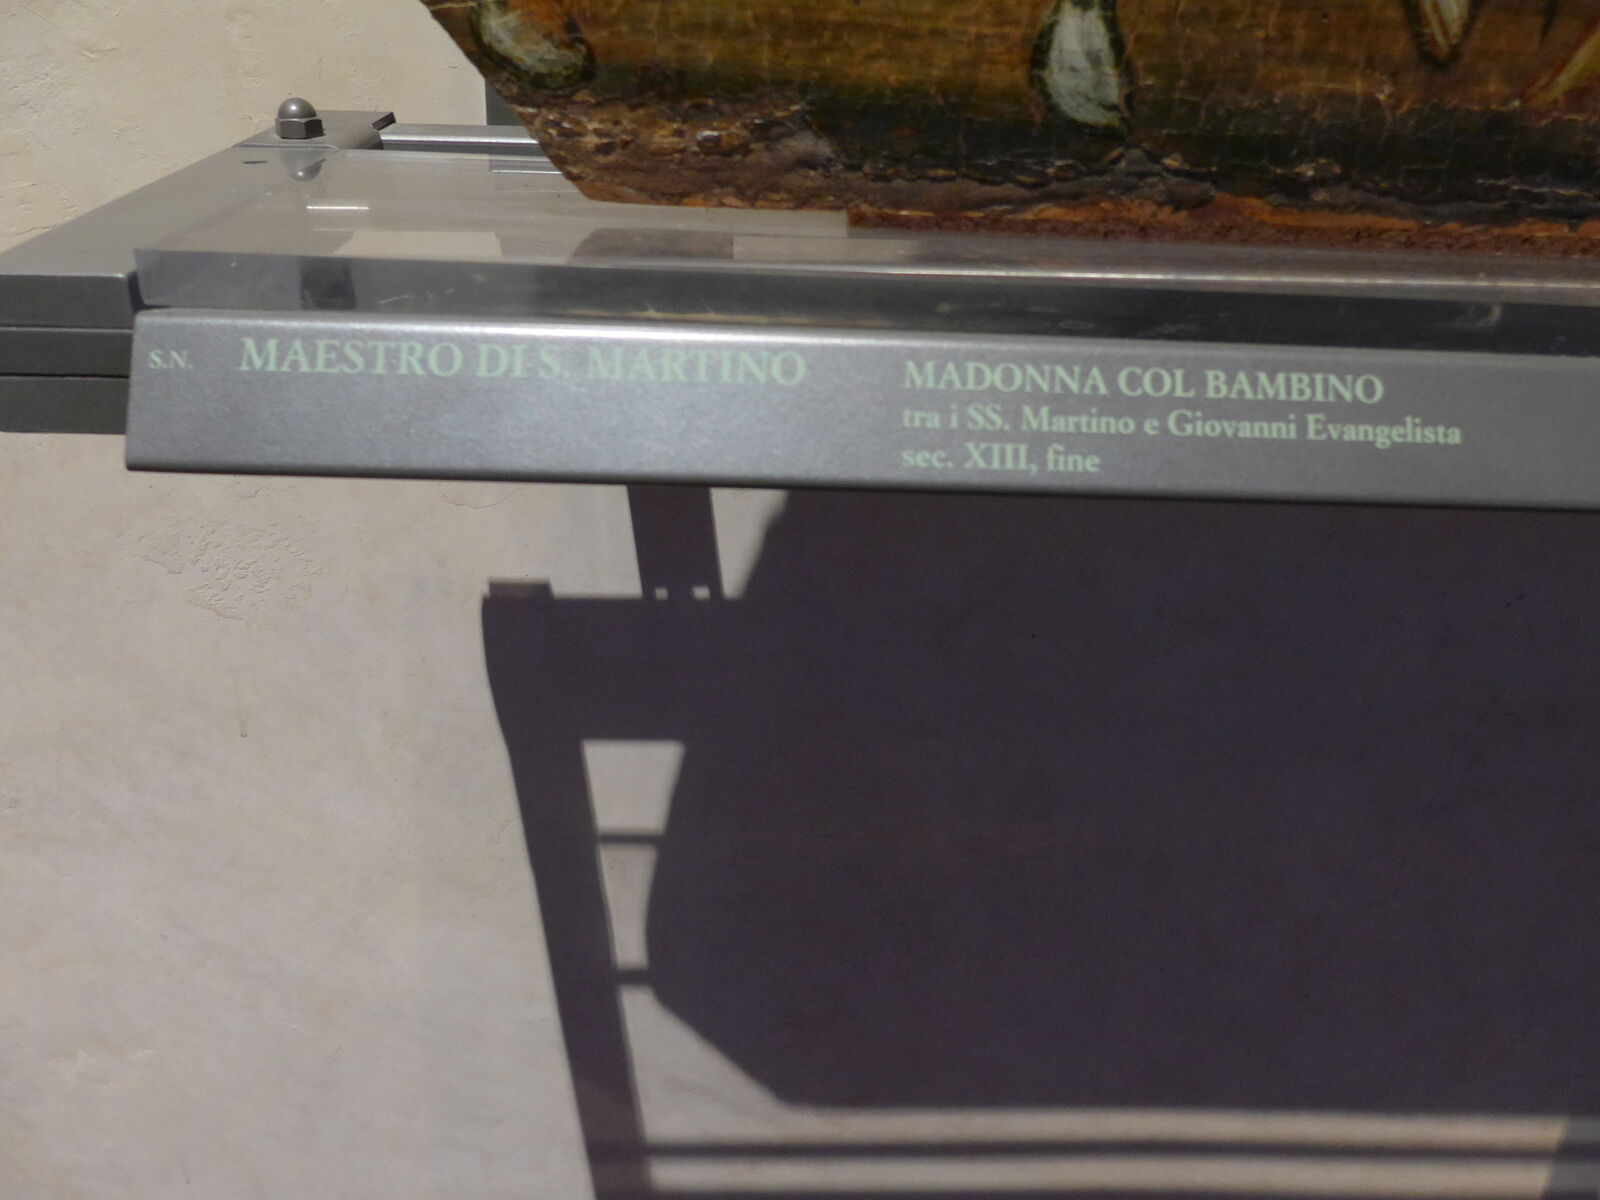 S.N. MAESTRO DI S. MARTINO
MADONNA COL BAMBINO
tra i SS. Martino e Giovanni Evangelista
sec. XIII, fine